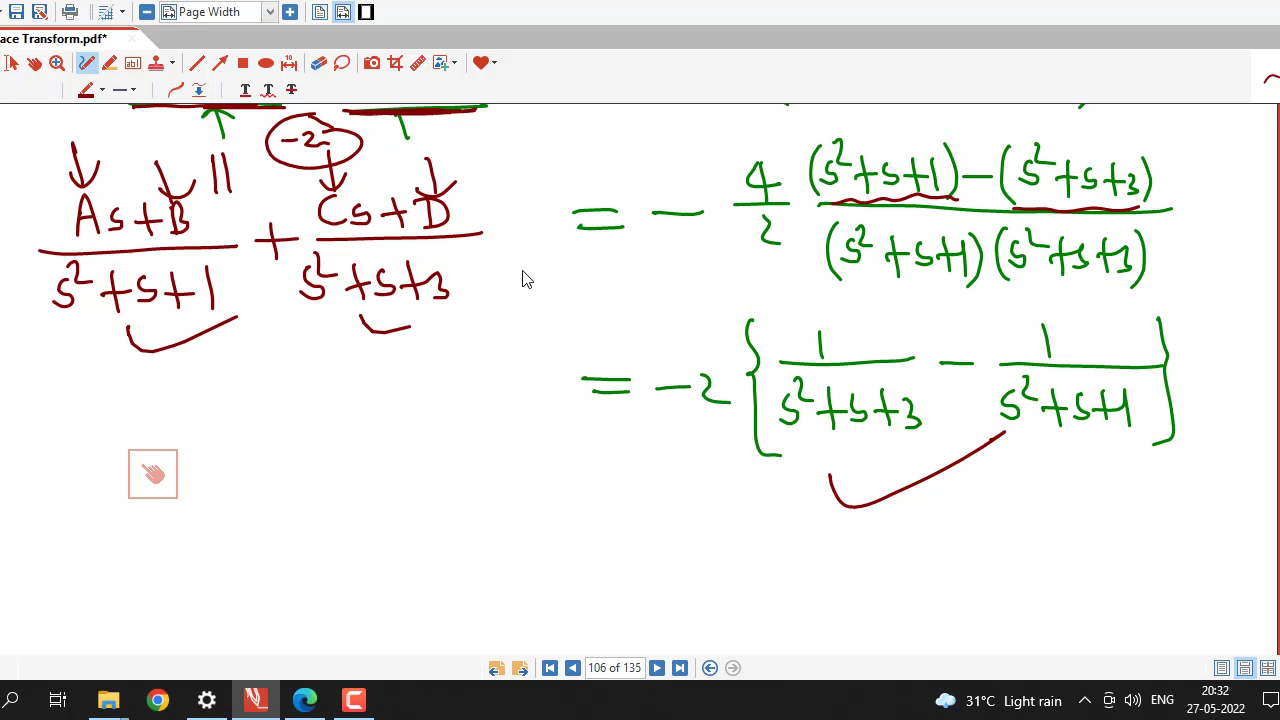 Page Width
ace Transform.pdf*
10
-2
||
As+B / s²+s+1 + Cs+D / s²+s+3
= - 4/2 (s²+s+1)-(s²+s+3) / (s²+s+1)(s²+s+3)
= -2 { 1 / s²+s+3 - 1 / s²+s+1 }
106 of 135
31°C Light rain
ENG
20:32
27-05-2022